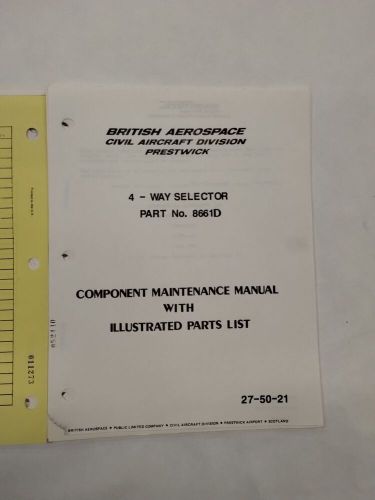 BRITISH AEROSPACE
CIVIL AIRCRAFT DIVISION
PRESTWICK
4 - WAY SELECTOR
PART No. 8661D
COMPONENT MAINTENANCE MANUAL
WITH
ILLUSTRATED PARTS LIST
27-50-21
BRITISH AEROSPACE • PUBLIC LIMITED COMPANY • CIVIL AIRCRAFT DIVISION • PRESTWICK AIRPORT • SCOTLAND
011273